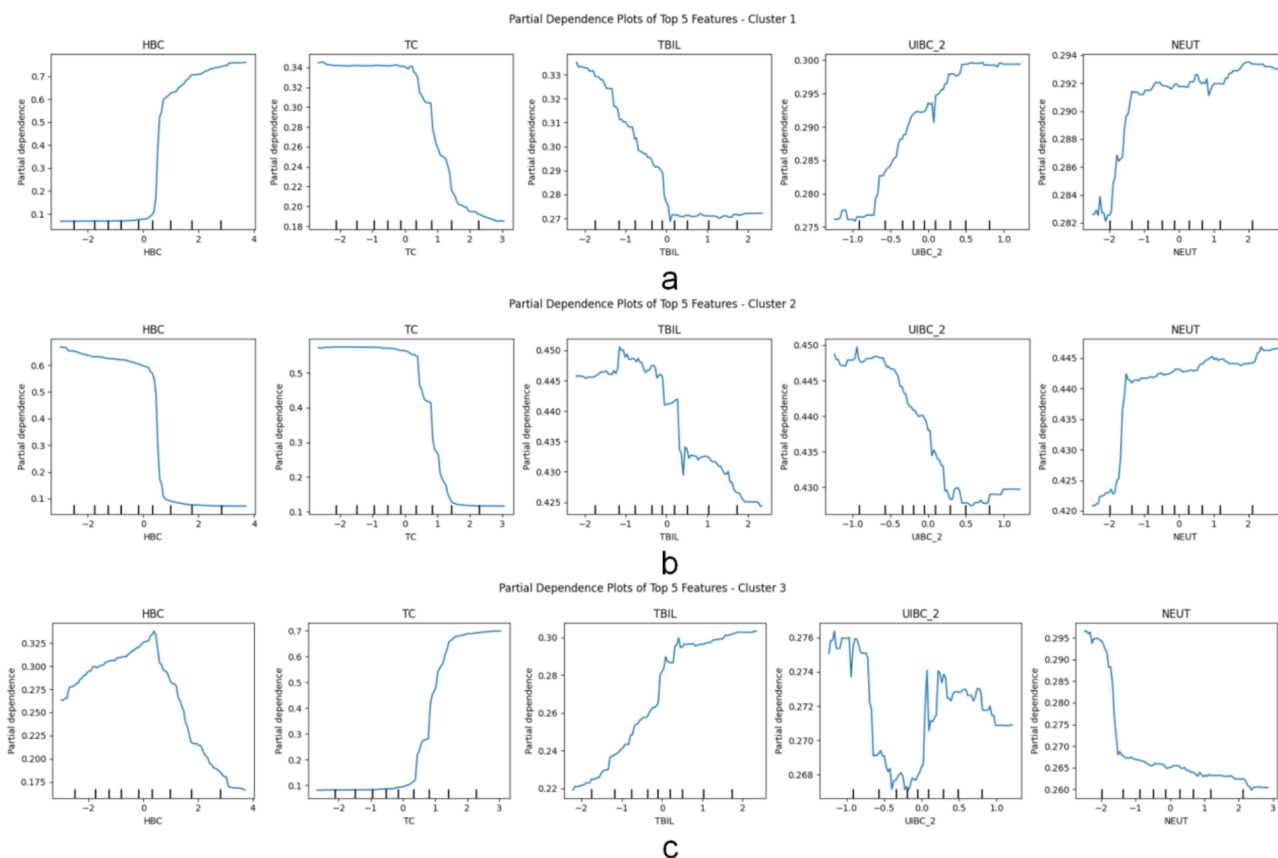 Partial Dependence Plots of Top 5 Features - Cluster 1
HBC TC TBIL UIBC_2 NEUT
Partial dependence
0.7
0.6
0.5
0.4
0.3
0.2
0.1
−2 0 2 4
HBC
Partial dependence
0.34
0.32
0.30
0.28
0.26
0.24
0.22
0.20
0.18
−2 −1 0 1 2 3
TC
Partial dependence
0.33
0.32
0.31
0.30
0.29
0.28
0.27
−2 −1 0 1 2
TBIL
Partial dependence
0.300
0.295
0.290
0.285
0.280
0.275
−1.0 −0.5 0.0 0.5 1.0
UIBC_2
Partial dependence
0.294
0.292
0.290
0.288
0.286
0.284
0.282
−2 −1 0 1 2
NEUT
a
Partial Dependence Plots of Top 5 Features - Cluster 2
HBC TC TBIL UIBC_2 NEUT
Partial dependence
0.6
0.5
0.4
0.3
0.2
0.1
−2 0 2 4
HBC
Partial dependence
0.5
0.4
0.3
0.2
0.1
−2 −1 0 1 2 3
TC
Partial dependence
0.450
0.445
0.440
0.435
0.430
0.425
−2 −1 0 1 2
TBIL
Partial dependence
0.450
0.445
0.440
0.435
0.430
−1.0 −0.5 0.0 0.5 1.0
UIBC_2
Partial dependence
0.445
0.440
0.435
0.430
0.425
0.420
−2 −1 0 1 2
NEUT
b
Partial Dependence Plots of Top 5 Features - Cluster 3
HBC TC TBIL UIBC_2 NEUT
Partial dependence
0.325
0.300
0.275
0.250
0.225
0.200
0.175
−2 0 2 4
HBC
Partial dependence
0.7
0.6
0.5
0.4
0.3
0.2
0.1
−2 −1 0 1 2 3
TC
Partial dependence
0.30
0.28
0.26
0.24
0.22
−2 −1 0 1 2
TBIL
Partial dependence
0.276
0.274
0.272
0.270
0.268
−1.0 −0.5 0.0 0.5 1.0
UIBC_2
Partial dependence
0.295
0.290
0.285
0.280
0.275
0.270
0.265
0.260
−2 −1 0 1 2 3
NEUT
c